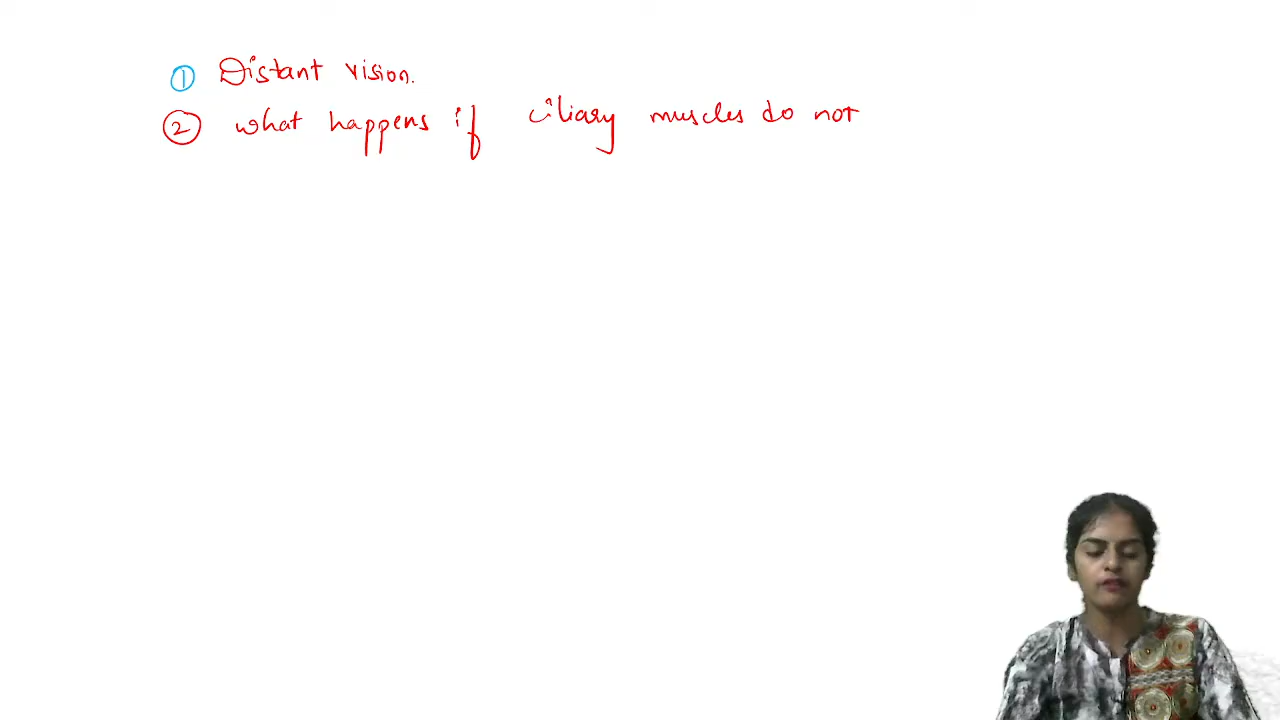 ① Distant vision.
② what happens if ciliary muscles do not